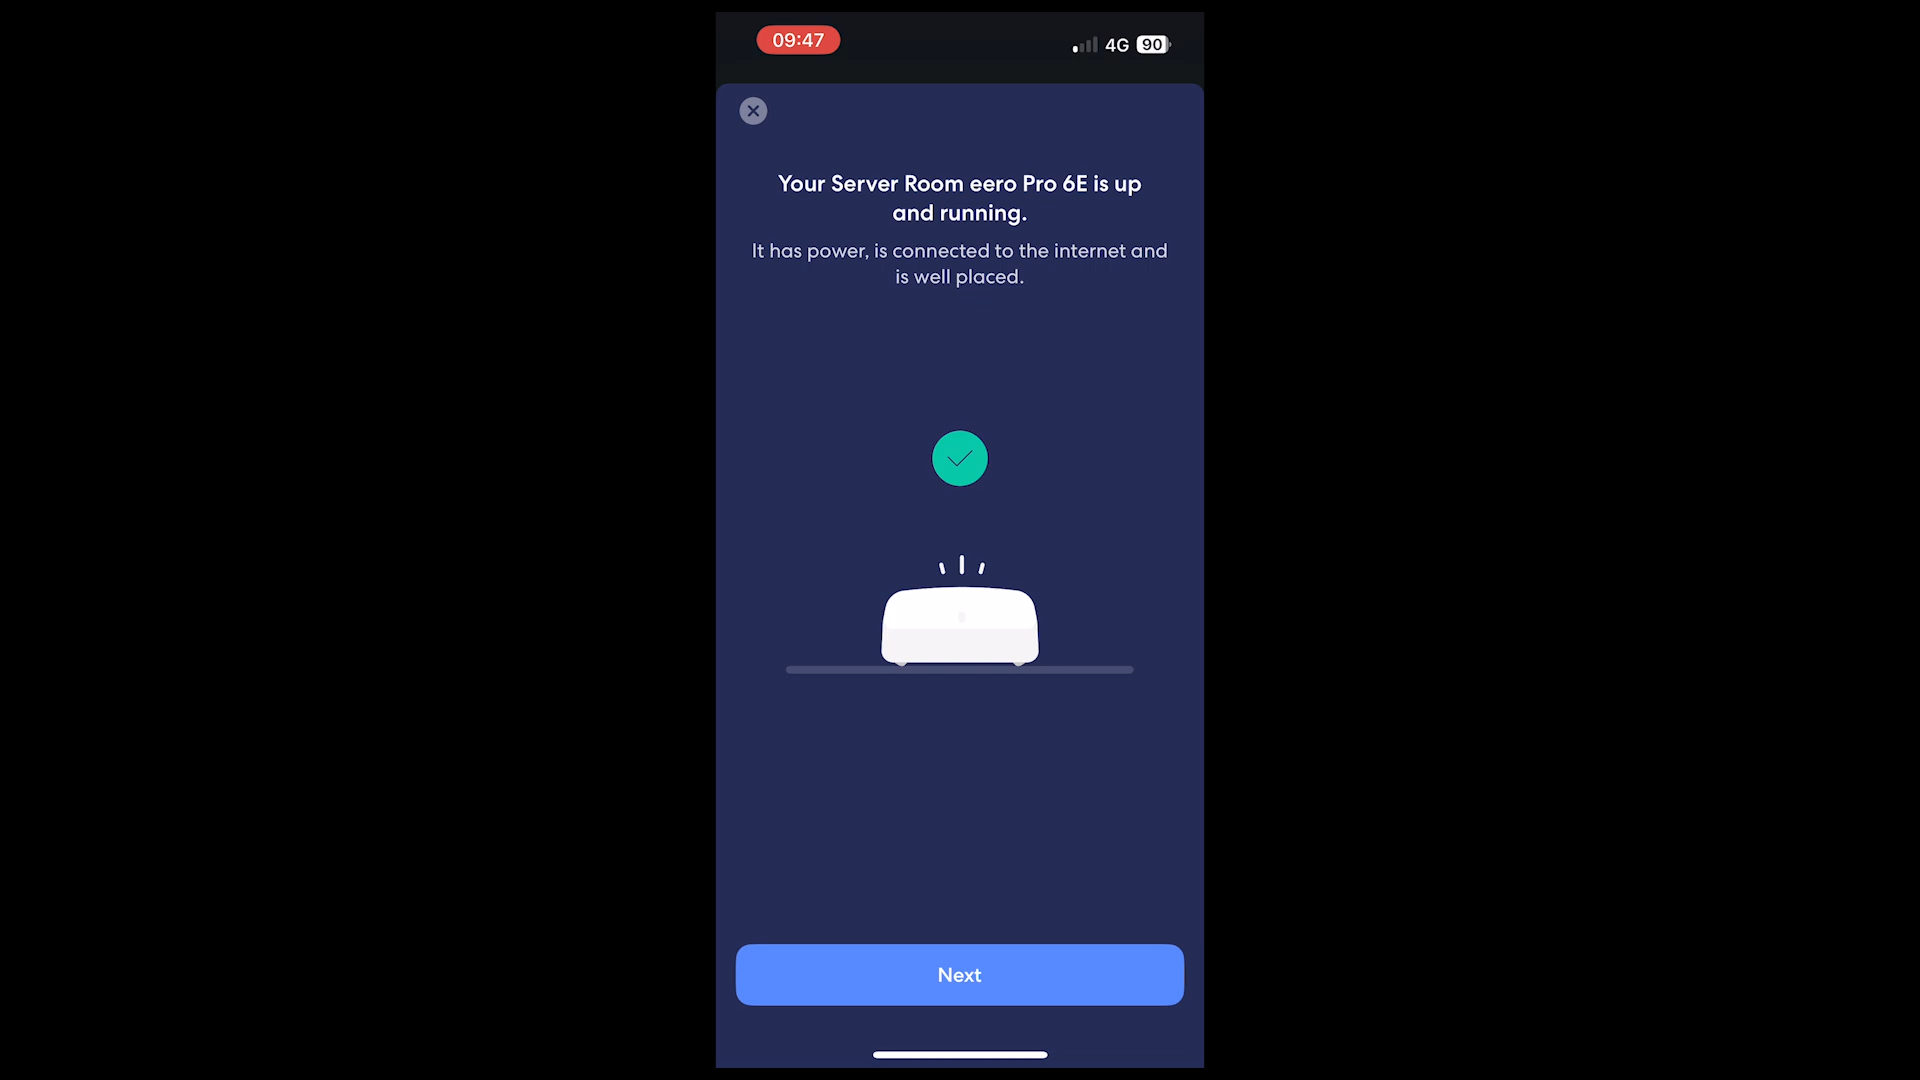 09:47
4G 90
Your Server Room eero Pro 6E is up
and running.
It has power, is connected to the internet and
is well placed.
Next